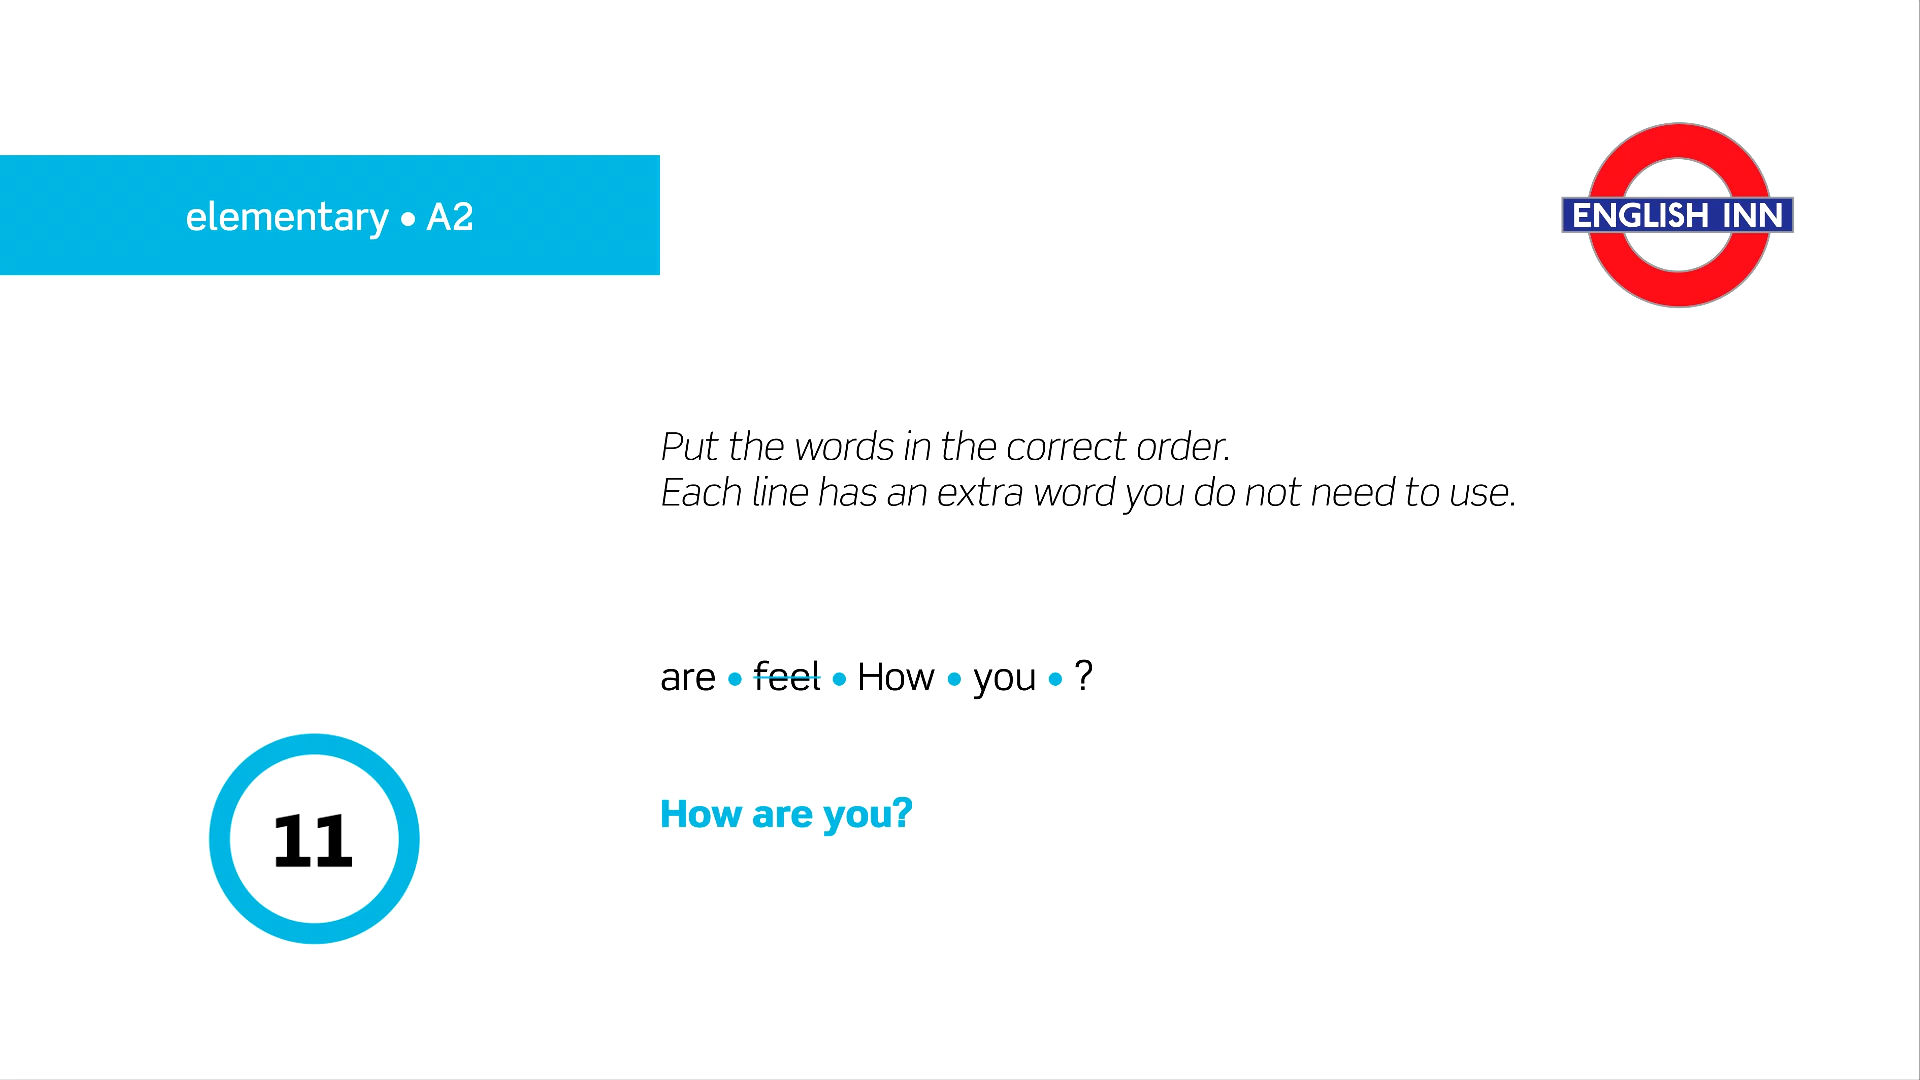 elementary • A2
ENGLISH INN
Put the words in the correct order.
Each line has an extra word you do not need to use.
are • feel • How • you • ?
How are you?
11